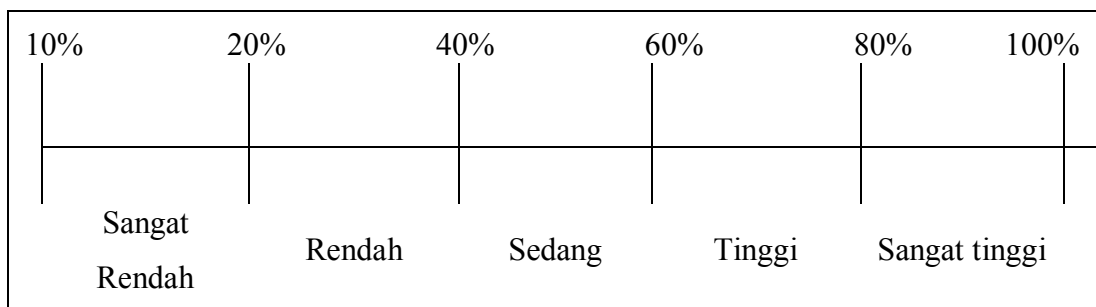 10% 20% 40% 60% 80% 100%
Sangat
Rendah
Rendah Sedang Tinggi Sangat tinggi